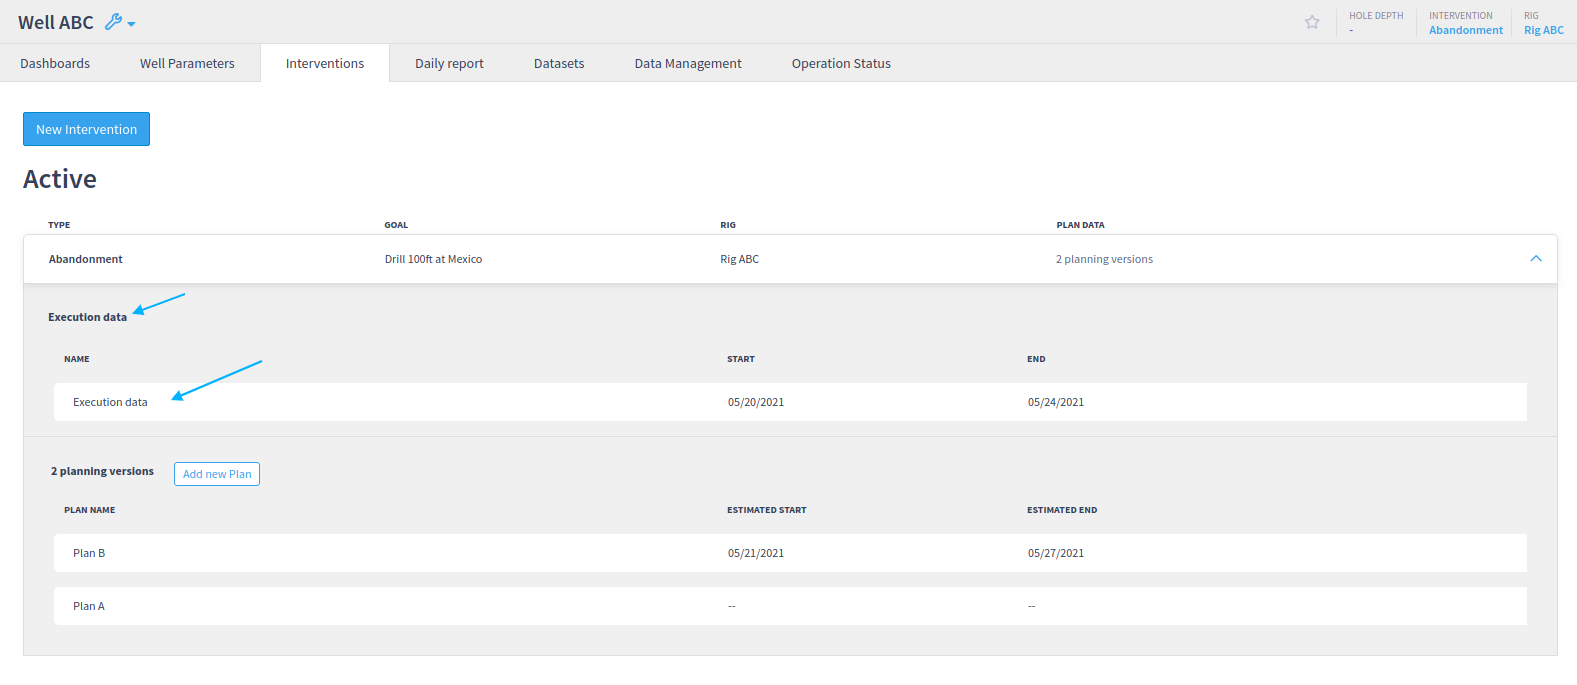 Well ABC
HOLE DEPTH INTERVENTION RIG
- Abandonment Rig ABC
Dashboards Well Parameters Interventions Daily report Datasets Data Management Operation Status
New Intervention
Active
TYPE GOAL RIG PLAN DATA
Abandonment Drill 100ft at Mexico Rig ABC 2 planning versions
Execution data
NAME START END
Execution data 05/20/2021 05/24/2021
2 planning versions Add new Plan
PLAN NAME ESTIMATED START ESTIMATED END
Plan B 05/21/2021 05/27/2021
Plan A -- --